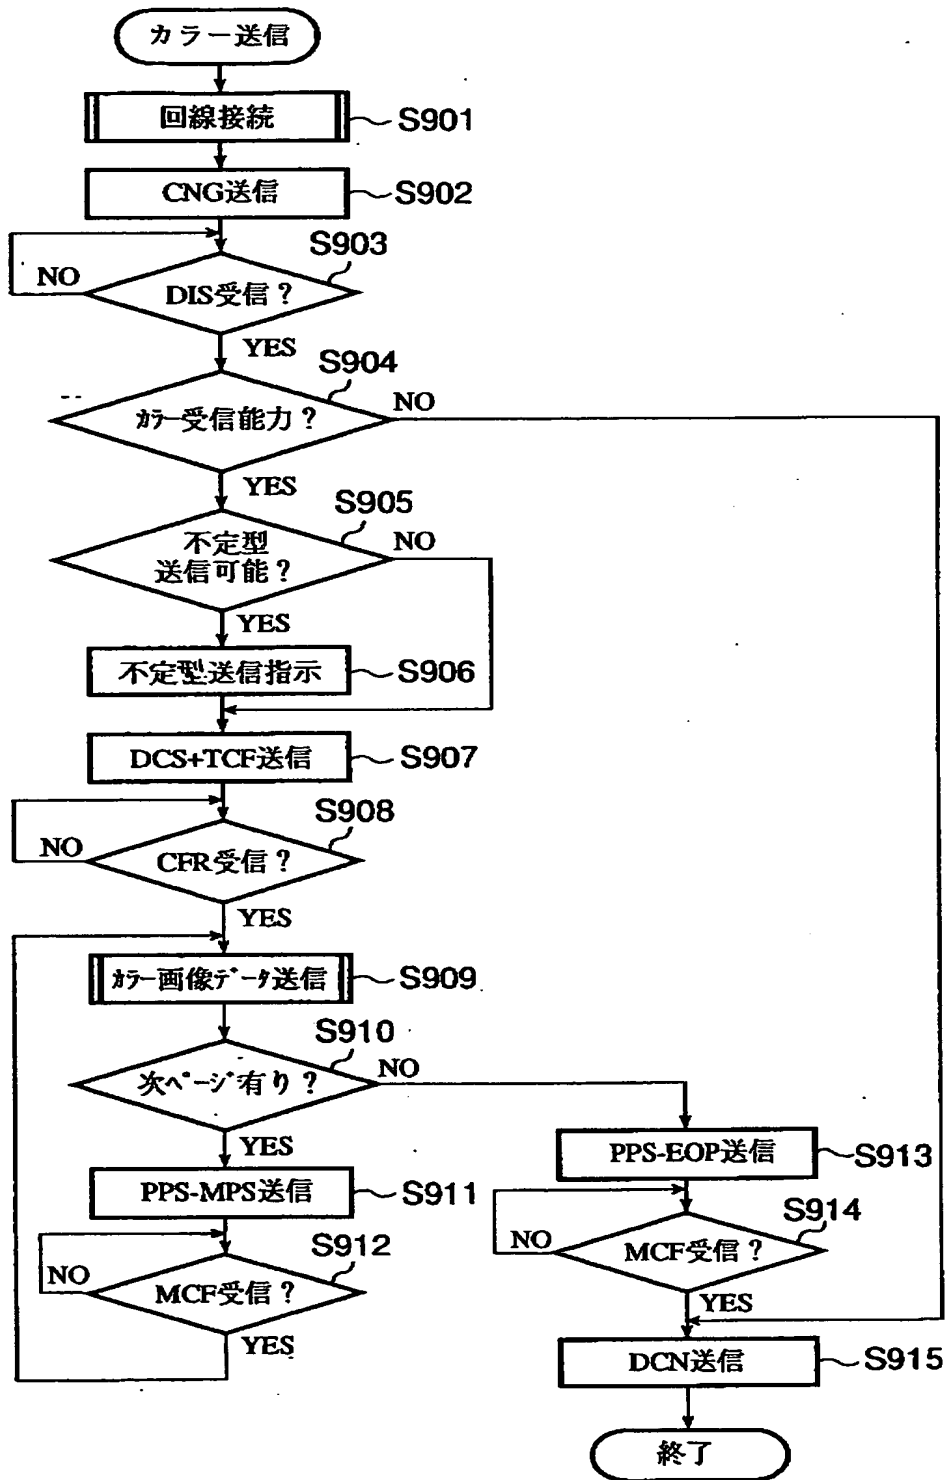 カラー送信
回線接続
S901
CNG送信
S902
S903
NO
DIS受信？
YES
S904
NO
ｶﾗｰ受信能力？
YES
S905
NO
不定型
送信可能？
YES
不定型送信指示
S906
DCS+TCF送信
S907
S908
NO
CFR受信？
YES
ｶﾗｰ画像ﾃﾞｰﾀ送信
S909
S910
NO
次ﾍﾟｰｼﾞ有り？
YES
PPS-EOP送信
S913
PPS-MPS送信
S911
S914
NO
MCF受信？
YES
S912
NO
MCF受信？
YES
DCN送信
S915
終了